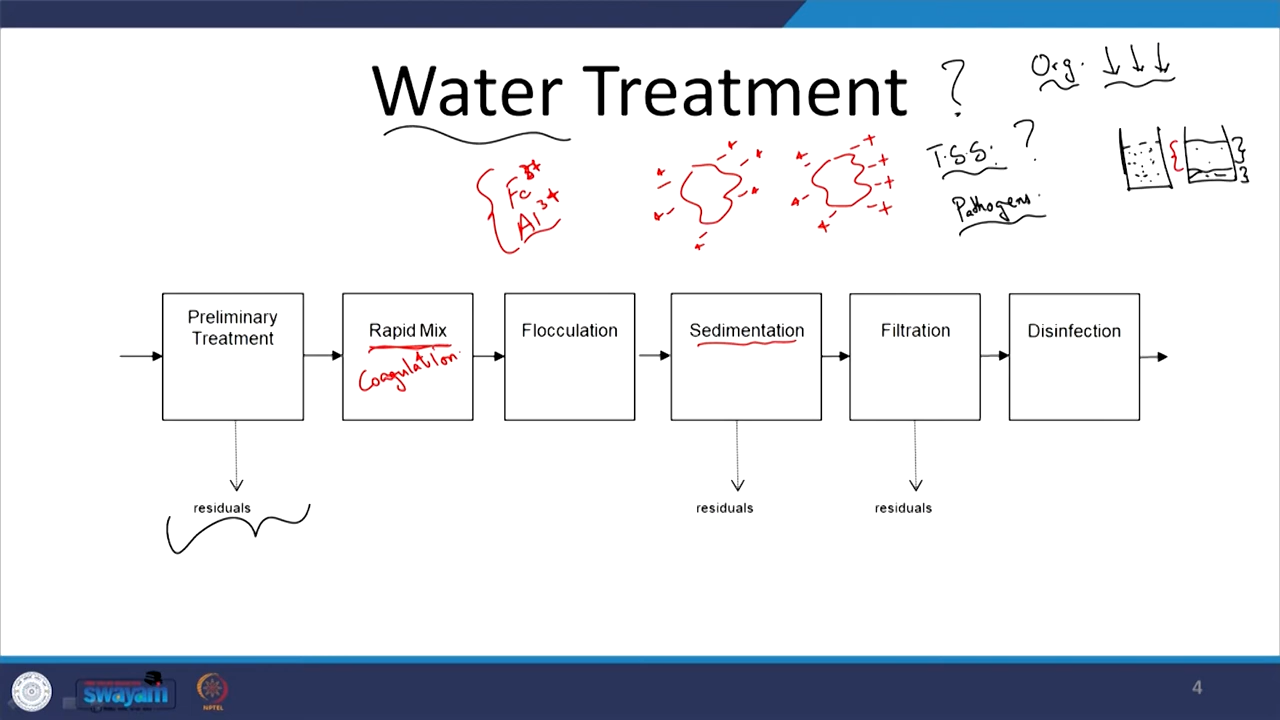 Water Treatment ?
Org. ↓ ↓ ↓
T.S.S. ?
Pathogens.
Fe3+
Al3+
Preliminary
Treatment
Rapid Mix
Coagulation.
Flocculation
Sedimentation
Filtration
Disinfection
residuals
residuals
residuals
swayam
NPTEL
4